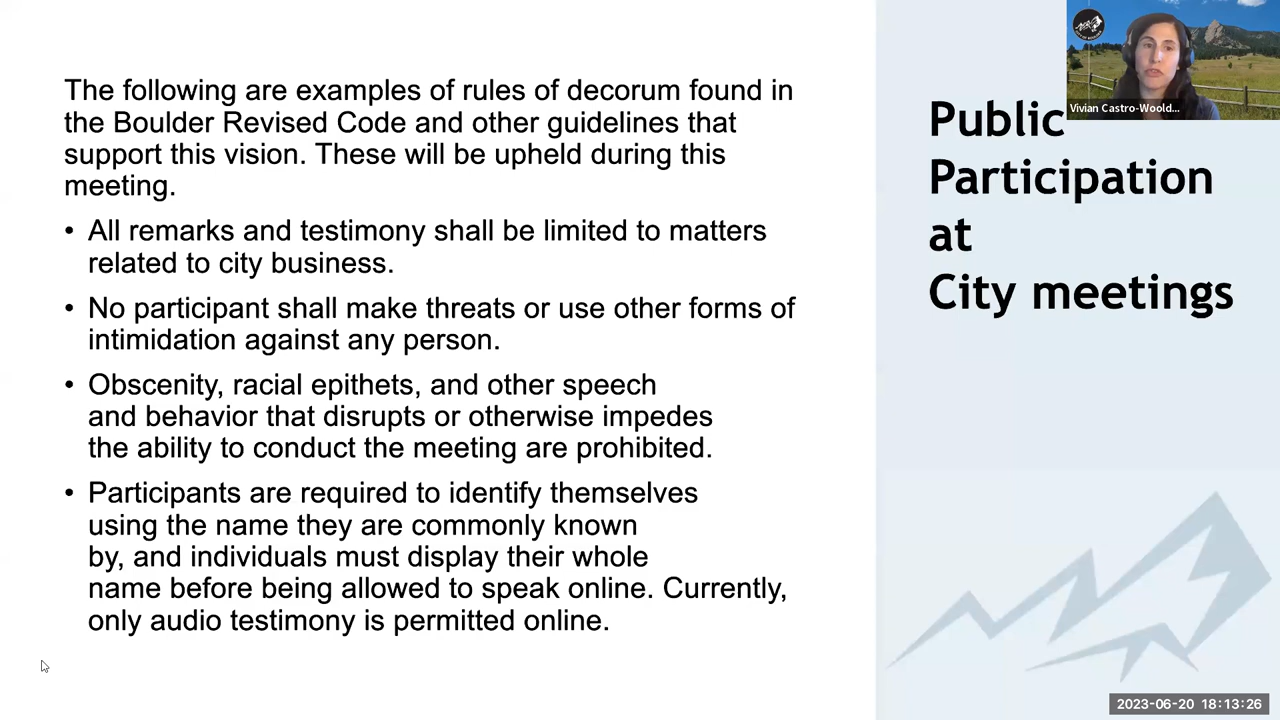 The following are examples of rules of decorum found in
the Boulder Revised Code and other guidelines that
support this vision. These will be upheld during this
meeting.
• All remarks and testimony shall be limited to matters
related to city business.
• No participant shall make threats or use other forms of
intimidation against any person.
• Obscenity, racial epithets, and other speech
and behavior that disrupts or otherwise impedes
the ability to conduct the meeting are prohibited.
• Participants are required to identify themselves
using the name they are commonly known
by, and individuals must display their whole
name before being allowed to speak online. Currently,
only audio testimony is permitted online.
Public
Participation
at
City meetings
Vivian Castro-Woold...
2023-06-20 18:13:26